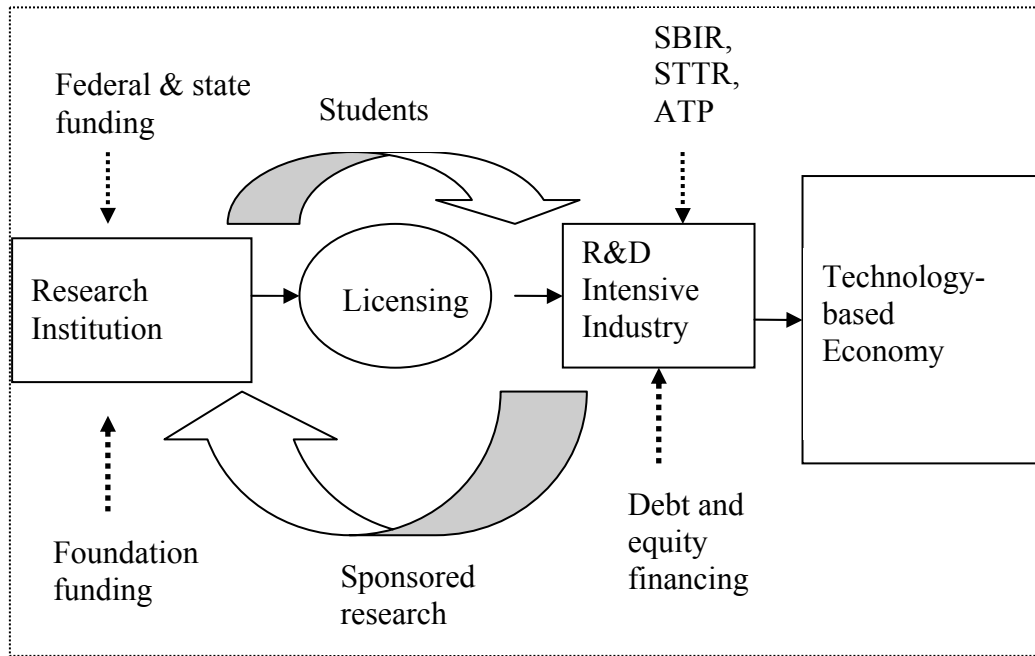 SBIR,
STTR,
ATP
Federal & state
funding
Students
Research
Institution
Licensing
R&D
Intensive
Industry
Technology-
based
Economy
Foundation
funding
Sponsored
research
Debt and
equity
financing